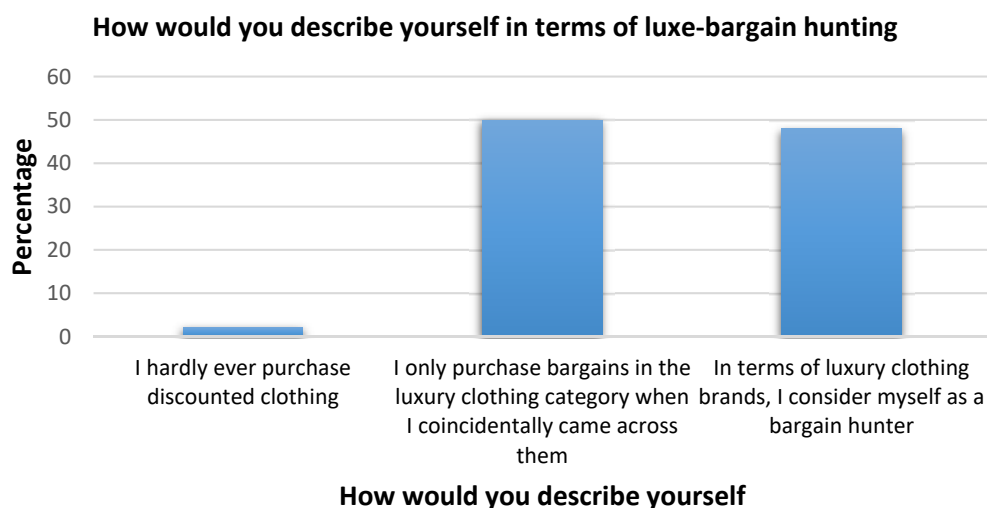 How would you describe yourself in terms of luxe-bargain hunting
Percentage
60
50
40
30
20
10
0
I hardly ever purchase
discounted clothing
I only purchase bargains in the
luxury clothing category when
I coincidentally came across
them
In terms of luxury clothing
brands, I consider myself as a
bargain hunter
How would you describe yourself